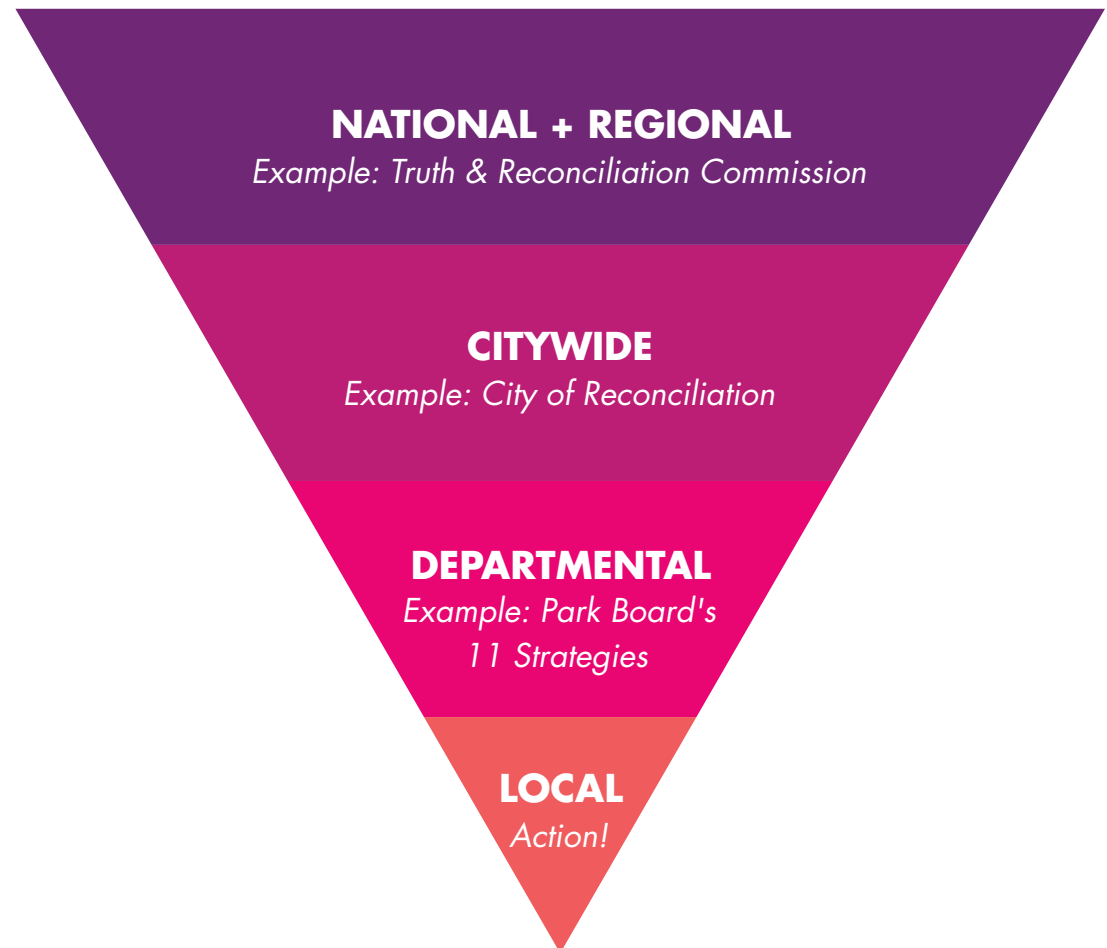 NATIONAL + REGIONAL
Example: Truth & Reconciliation Commission
CITYWIDE
Example: City of Reconciliation
DEPARTMENTAL
Example: Park Board's
11 Strategies
LOCAL
Action!